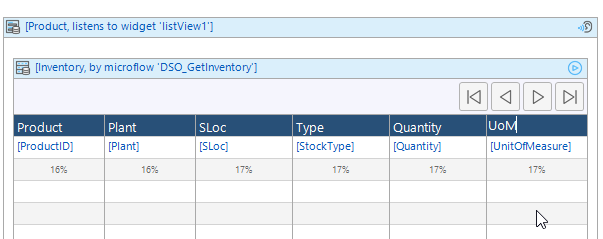 [Product, listens to widget 'listView1']
[Inventory, by microflow 'DSO_GetInventory']
Product Plant SLoc Type Quantity UoM
[ProductID] [Plant] [SLoc] [StockType] [Quantity] [UnitOfMeasure]
16% 16% 17% 17% 17% 17%